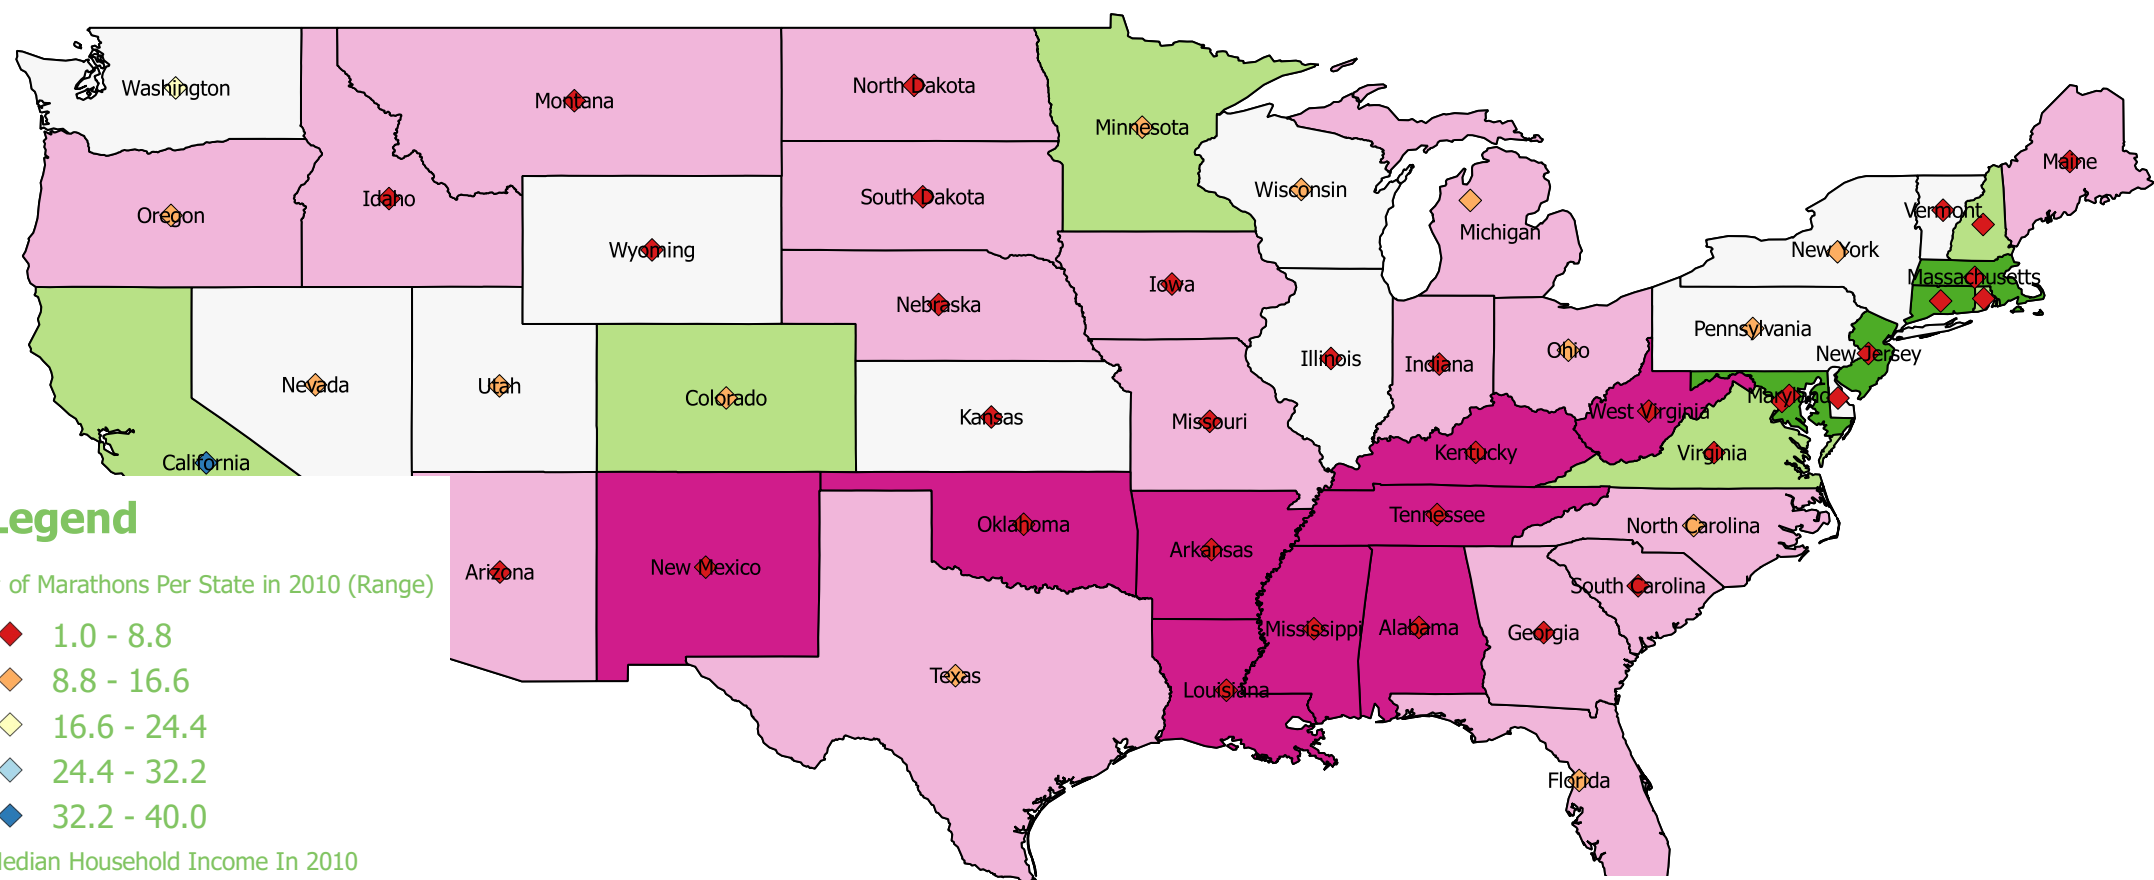 Washington
Montana
North Dakota
Minnesota
Maine
Oregon
Idaho
South Dakota
Wisconsin
Vermont
Michigan
New York
Wyoming
Massachusetts
Iowa
Nebraska
Pennsylvania
New Jersey
Nevada
Utah
Colorado
Kansas
Illinois
Indiana
Ohio
Maryland
Missouri
West Virginia
California
Kentucky
Virginia
Oklahoma
Tennessee
North Carolina
Arizona
New Mexico
Arkansas
South Carolina
Mississippi
Alabama
Georgia
Texas
Louisiana
Florida
Legend
of Marathons Per State in 2010 (Range)
1.0 - 8.8
8.8 - 16.6
16.6 - 24.4
24.4 - 32.2
32.2 - 40.0
Median Household Income In 2010